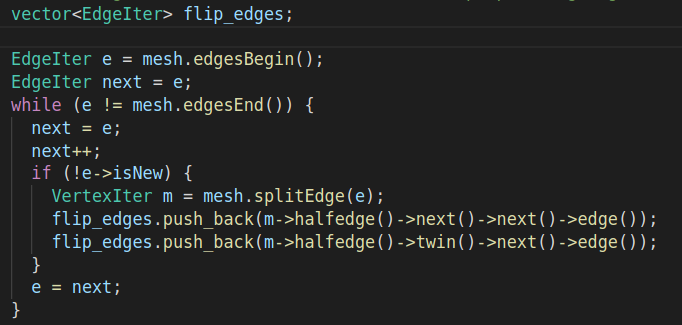 vector<EdgeIter> flip_edges;
EdgeIter e = mesh.edgesBegin();
EdgeIter next = e;
while (e != mesh.edgesEnd()) {
next = e;
next++;
if (!e->isNew) {
VertexIter m = mesh.splitEdge(e);
flip_edges.push_back(m->halfedge()->next()->next()->edge());
flip_edges.push_back(m->halfedge()->twin()->next()->edge());
}
e = next;
}